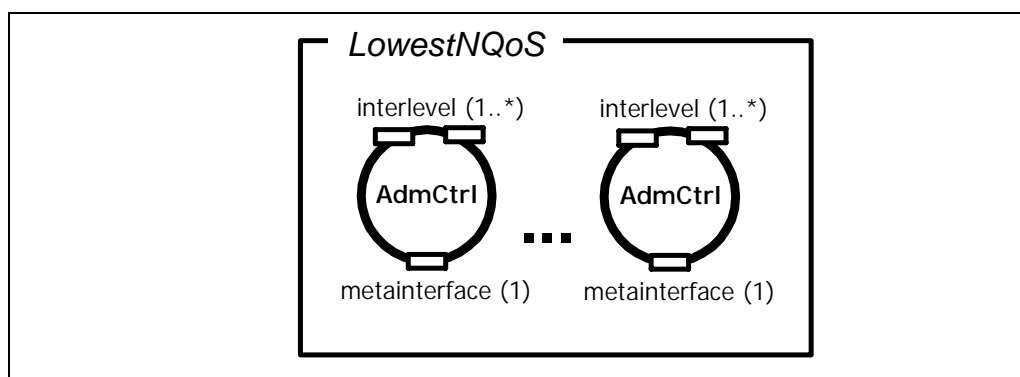 LowestNQoS
interlevel (1..*) interlevel (1..*)
AdmCtrl AdmCtrl
...
metainterface (1) metainterface (1)